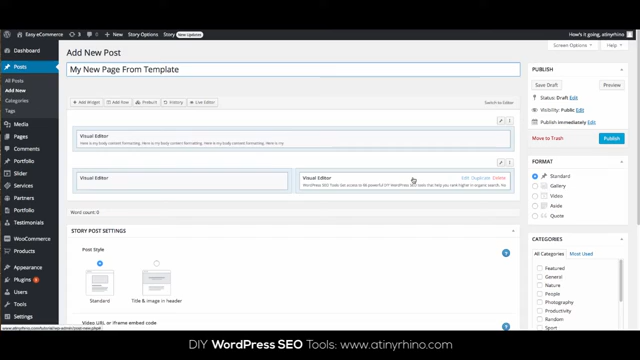 Easy eCommerce 0 New Story Options Story New Updates How's it going, atinyrhino
Dashboard
Posts
All Posts
Add New
Categories
Tags
Media
Pages
Comments
Portfolio
Slider
Services
Partners
Portfolio
Testimonials
WooCommerce
Products
Appearance
Plugins
Users
Tools
Settings
Screen Options Help
Add New Post
My New Page From Template
Add Widget Add Row Prebuilt History Live Editor Switch to Editor
Visual Editor
Here is my body content formatting. Here is my body content formatting. Here is my body content formatting. Here is my
Visual Editor
Visual Editor Edit Duplicate Delete
WordPress SEO Tools Get access to 66 powerful DIY WordPress SEO tools that help you rank higher in organic search. No
Word count: 0
STORY POST SETTINGS
Post Style
Standard Title & image in header
Video URL or iFrame embed code
PUBLISH
Save Draft Preview
Status: Draft Edit
Visibility: Public Edit
Publish immediately Edit
Move to Trash Publish
FORMAT
Standard
Gallery
Video
Aside
Quote
CATEGORIES
All Categories Most Used
Featured
General
Nature
People
Photography
Productivity
Random
Sport
DIY WordPress SEO Tools: www.atinyrhino.com